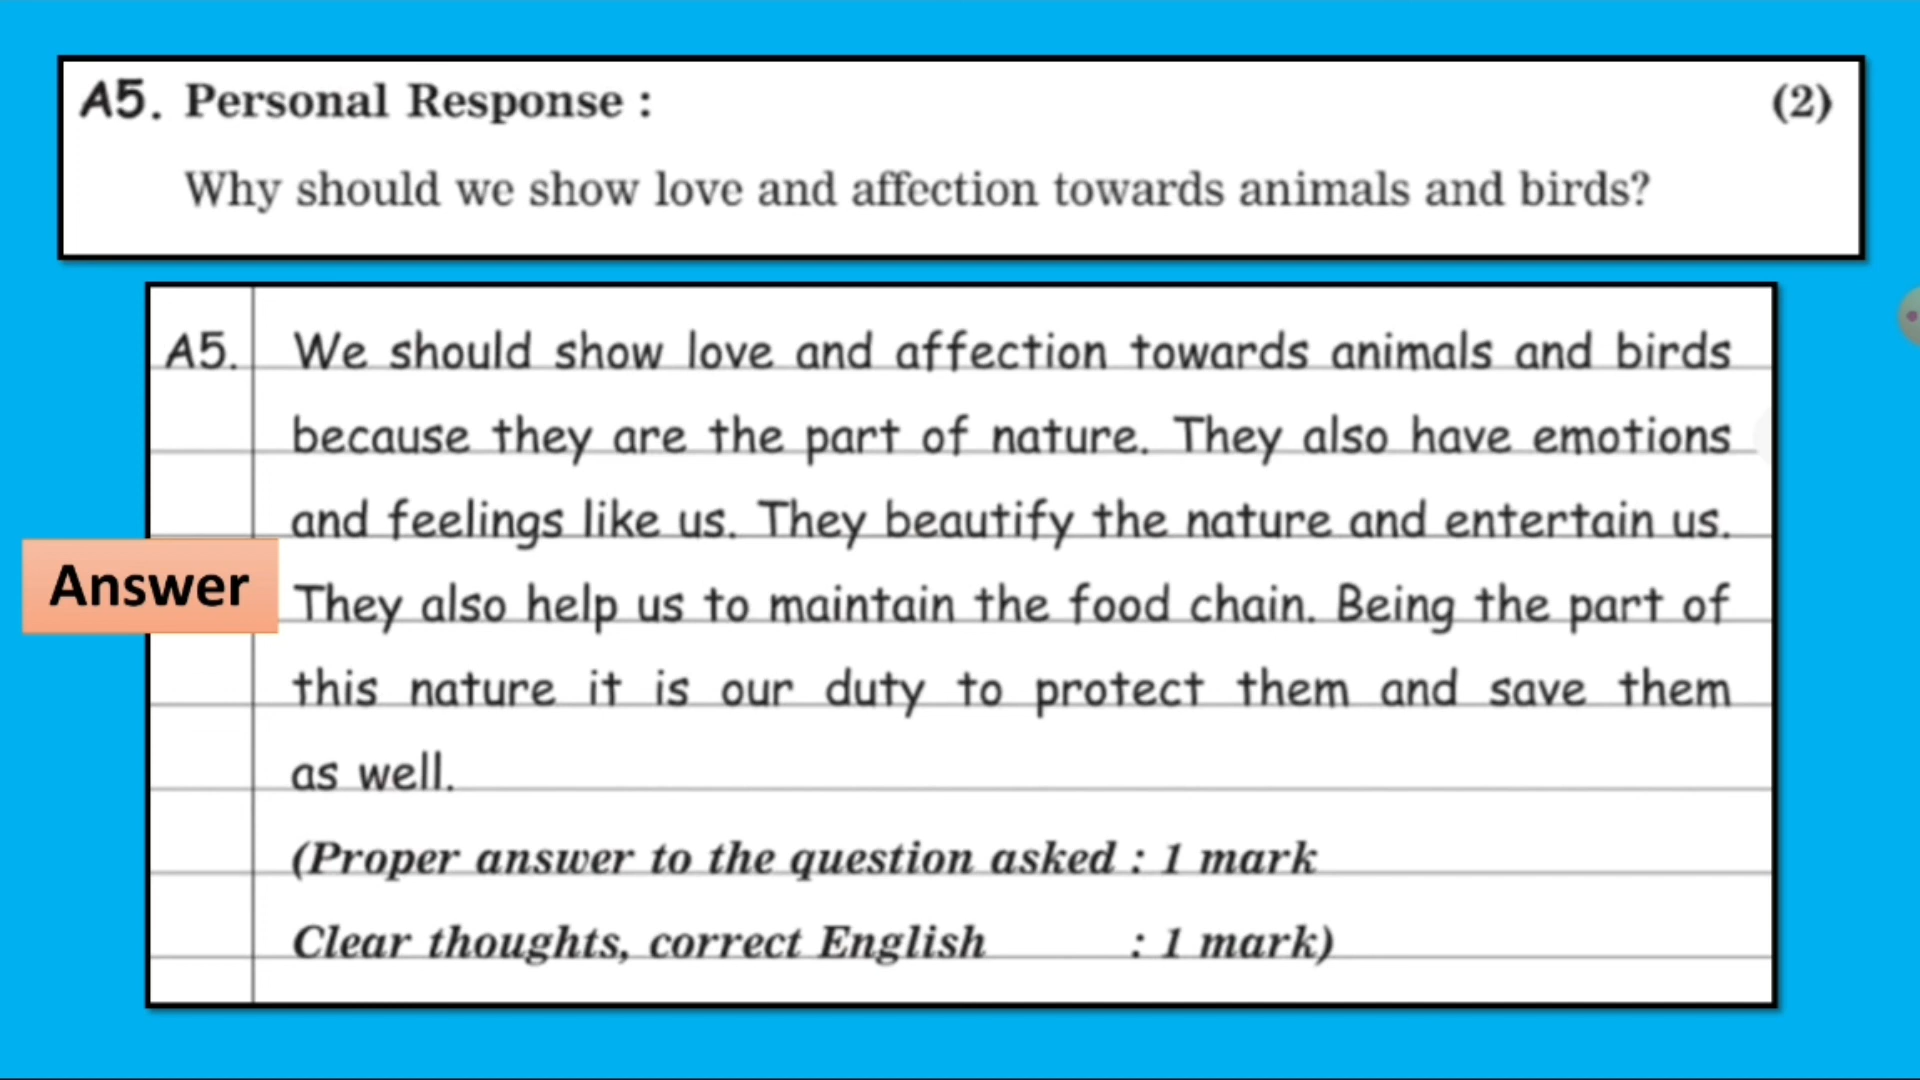 A5. Personal Response : (2)
Why should we show love and affection towards animals and birds?
A5. We should show love and affection towards animals and birds
because they are the part of nature. They also have emotions
and feelings like us. They beautify the nature and entertain us.
Answer
They also help us to maintain the food chain. Being the part of
this nature it is our duty to protect them and save them
as well.
(Proper answer to the question asked : 1 mark
Clear thoughts, correct English : 1 mark)